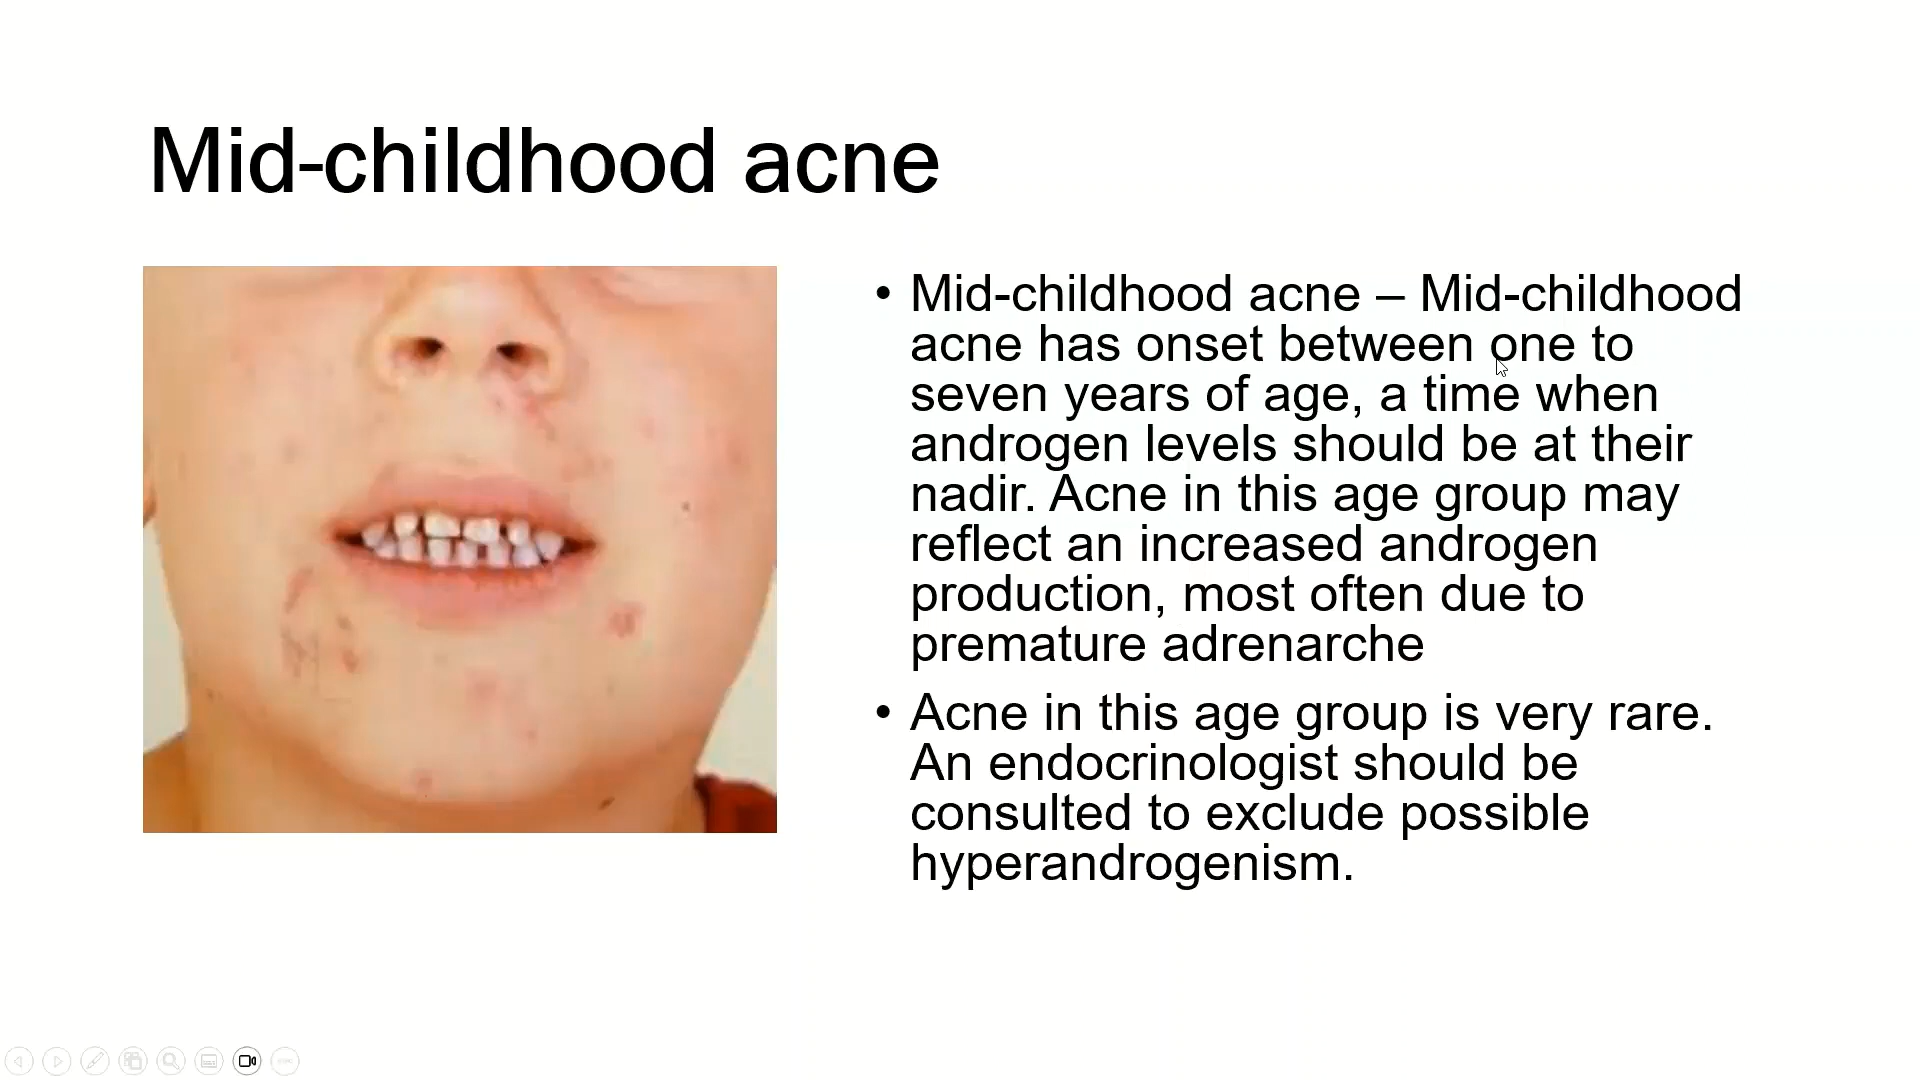 Mid-childhood acne
• Mid-childhood acne – Mid-childhood
acne has onset between one to
seven years of age, a time when
androgen levels should be at their
nadir. Acne in this age group may
reflect an increased androgen
production, most often due to
premature adrenarche
• Acne in this age group is very rare.
An endocrinologist should be
consulted to exclude possible
hyperandrogenism.